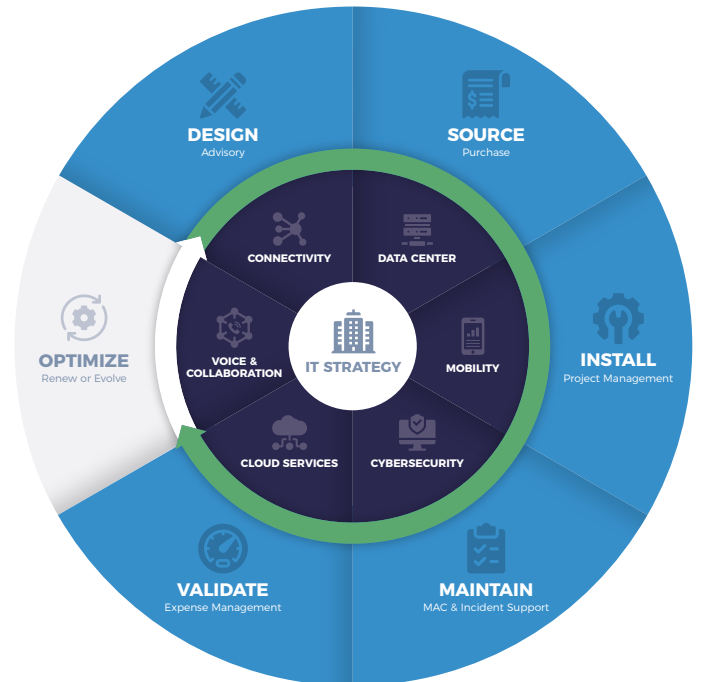 DESIGN
Advisory
SOURCE
Purchase
CONNECTIVITY
DATA CENTER
OPTIMIZE
Renew or Evolve
VOICE &
COLLABORATION
IT STRATEGY
MOBILITY
INSTALL
Project Management
CLOUD SERVICES
CYBERSECURITY
VALIDATE
Expense Management
MAINTAIN
MAC & Incident Support